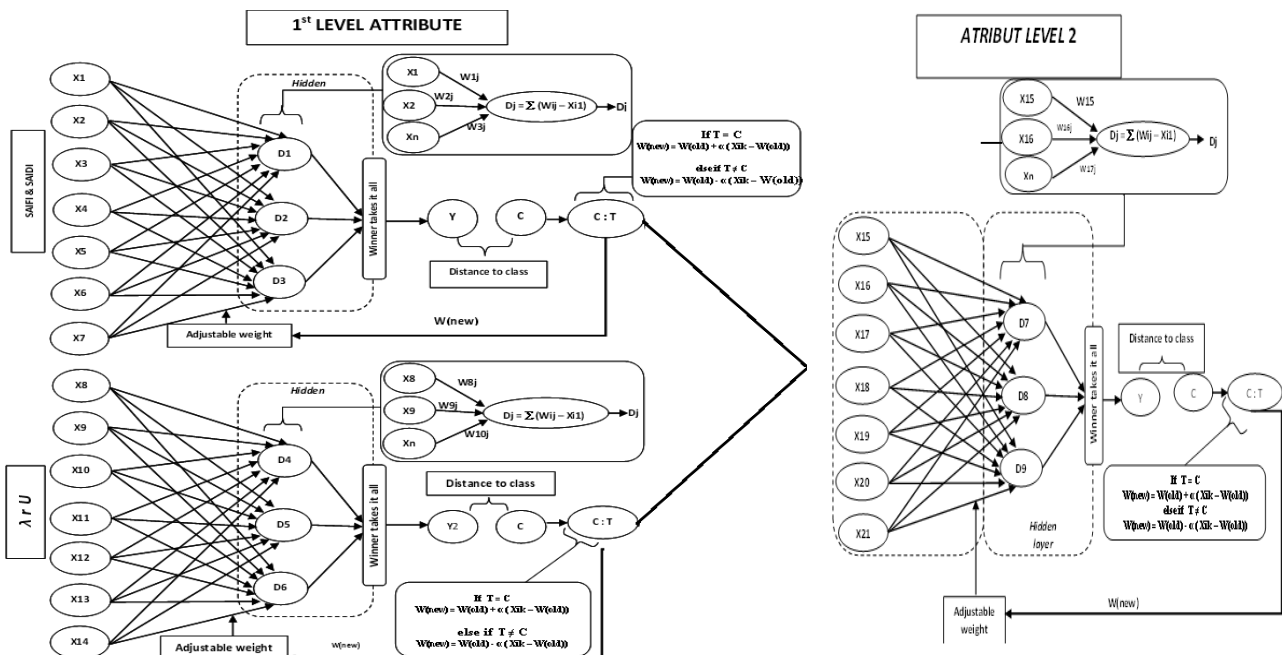 1st LEVEL ATTRIBUTE
SAIFI & SAIDI
X1
X2
X3
X4
X5
X6
X7
Hidden
D1
D2
D3
Adjustable weight
Winner takes it all
X1
X2
Xn
W1j
W2j
W3j
Dj = Σ (Wij – Xi1)
Dj
Y
C
C : T
Distance to class
If T = C
W(new) = W(old) + α ( Xik – W(old))
else if T ≠ C
W(new) = W(old) - α ( Xik – W(old))
W(new)
λ r U
X8
X9
X10
X11
X12
X13
X14
Hidden
D4
D5
D6
Adjustable weight
Winner takes it all
X8
X9
Xn
W8j
W9j
W10j
Dj = Σ (Wij – Xi1)
Dj
Distance to class
Y2
C
C : T
If T = C
W(new) = W(old) + α ( Xik – W(old))
else if T ≠ C
W(new) = W(old) - α ( Xik – W(old))
W(new)
ATRIBUT LEVEL 2
X15
X16
Xn
W15
W16j
W17j
Dj = Σ (Wij – Xi1)
Dj
X15
X16
X17
X18
X19
X20
X21
D7
D8
D9
Hidden
layer
Winner takes it all
Distance to class
Y
C
C : T
If T = C
W(new) = W(old) + α ( Xik – W(old))
else if T ≠ C
W(new) = W(old) - α ( Xik – W(old))
Adjustable
weight
W(new)